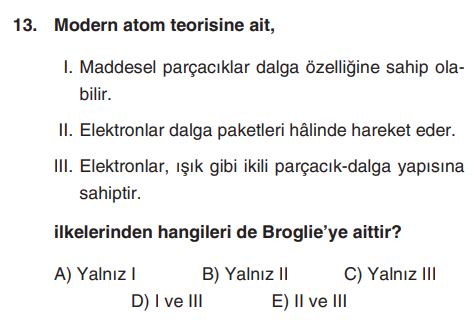 13. Modern atom teorisine ait,
I. Maddesel parçacıklar dalga özelliğine sahip ola-
bilir.
II. Elektronlar dalga paketleri hâlinde hareket eder.
III. Elektronlar, ışık gibi ikili parçacık-dalga yapısına
sahiptir.
ilkelerinden hangileri de Broglie’ye aittir?
A) Yalnız I B) Yalnız II C) Yalnız III
D) I ve III E) II ve III